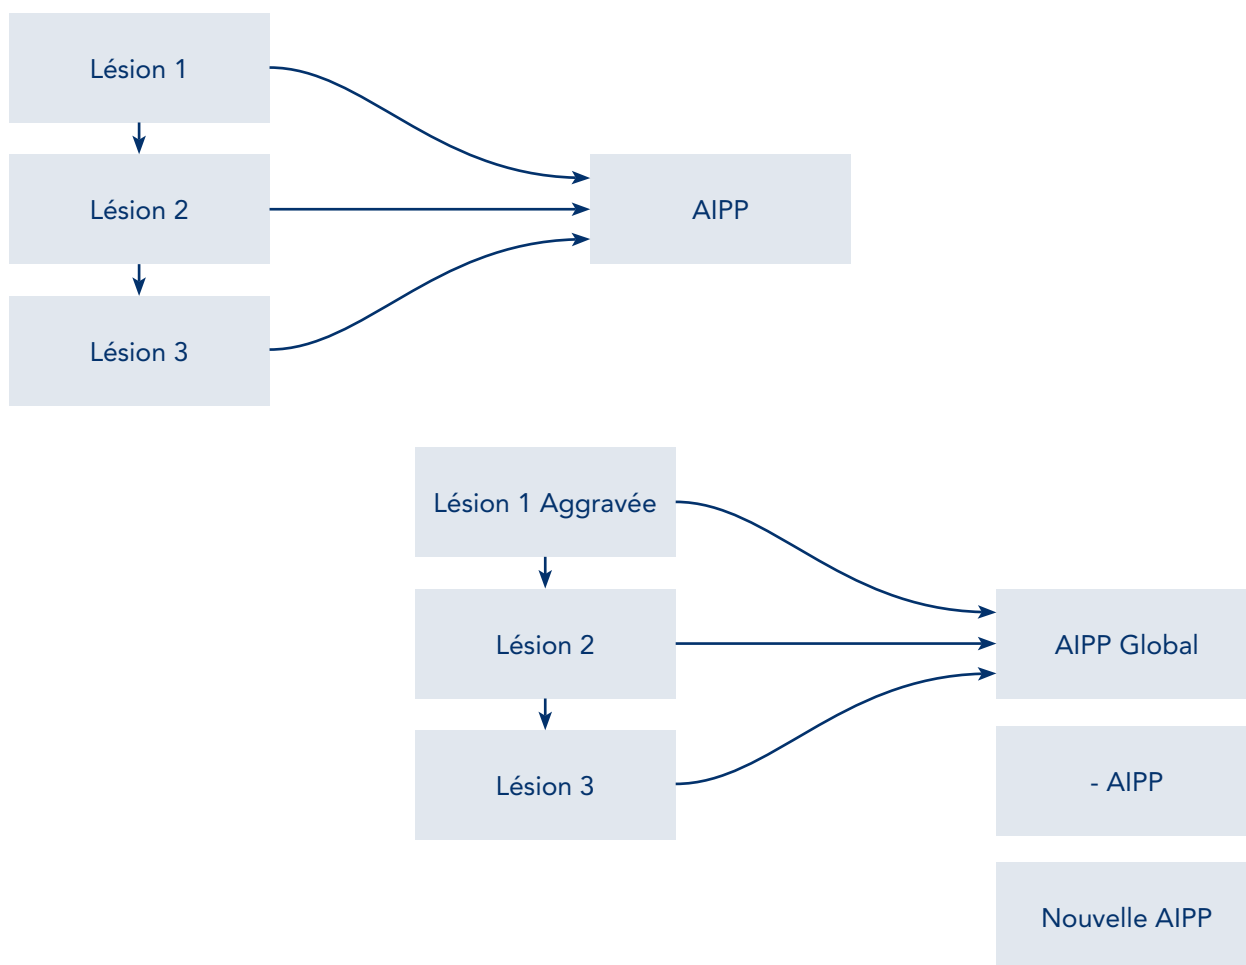 Lésion 1
Lésion 2
AIPP
Lésion 3
Lésion 1 Aggravée
Lésion 2
AIPP Global
Lésion 3
- AIPP
Nouvelle AIPP